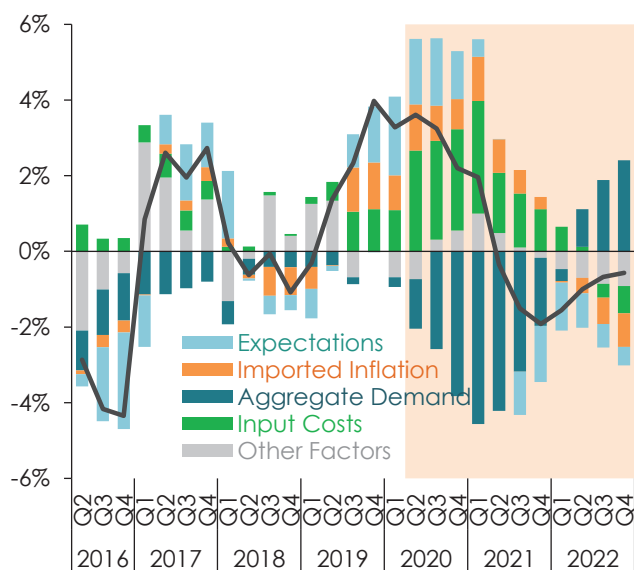 6%
4%
2%
0%
-2%
-4%
-6%
Expectations
Imported Inflation
Aggregate Demand
Input Costs
Other Factors
Q2 Q3 Q4 Q1 Q2 Q3 Q4 Q1 Q2 Q3 Q4 Q1 Q2 Q3 Q4 Q1 Q2 Q3 Q4 Q1 Q2 Q3 Q4 Q1 Q2 Q3 Q4
2016 2017 2018 2019 2020 2021 2022